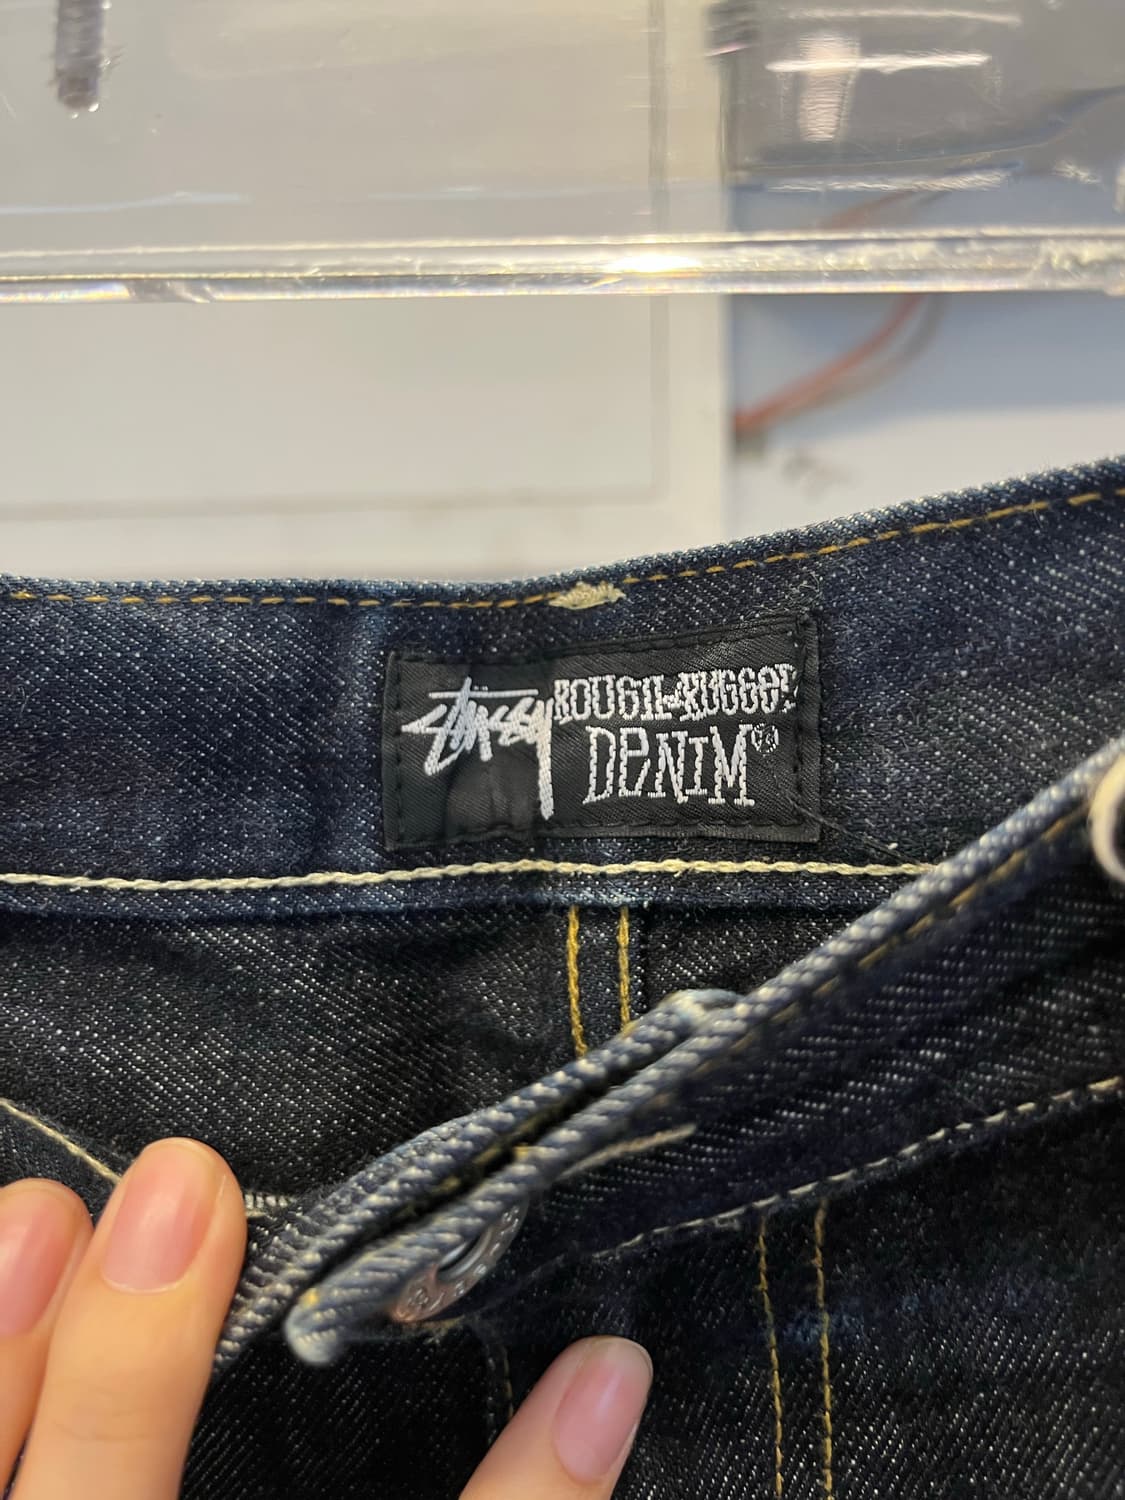 Stüssy
ROUGH & RUGGED
DENIM®